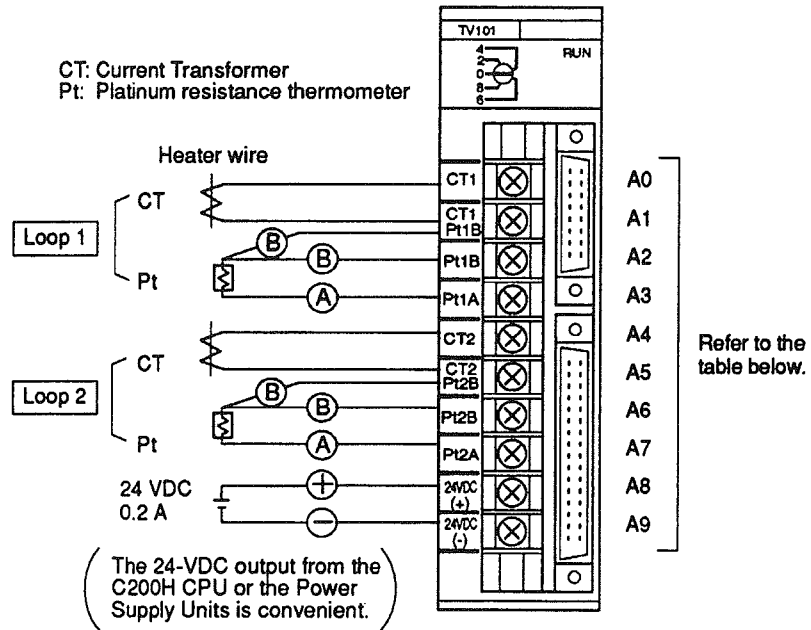 TV101
4
2
0
8
6
RUN
CT: Current Transformer
Pt: Platinum resistance thermometer
Heater wire
Loop 1
CT
Pt
B
B
A
CT1
CT1
Pt1B
Pt1B
Pt1A
A0
A1
A2
A3
Loop 2
CT
Pt
B
B
A
CT2
CT2
Pt2B
Pt2B
Pt2A
A4
A5
A6
A7
Refer to the
table below.
24 VDC
0.2 A
+
−
24VDC
(+)
24VDC
(-)
A8
A9
The 24-VDC output from the
C200H CPU or the Power
Supply Units is convenient.